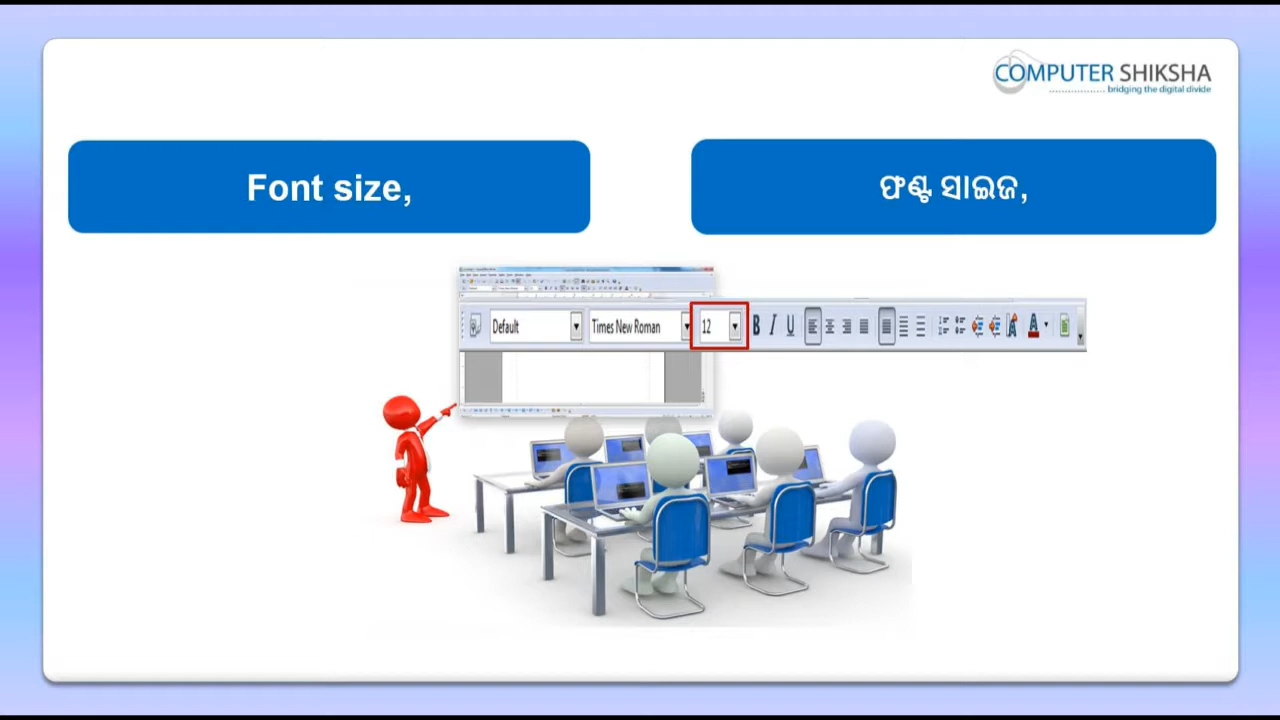 COMPUTER SHIKSHA
bridging the digital divide
Font size,
ଫଣ୍ଟ ସାଇଜ,
Default
Times New Roman
12
B I U